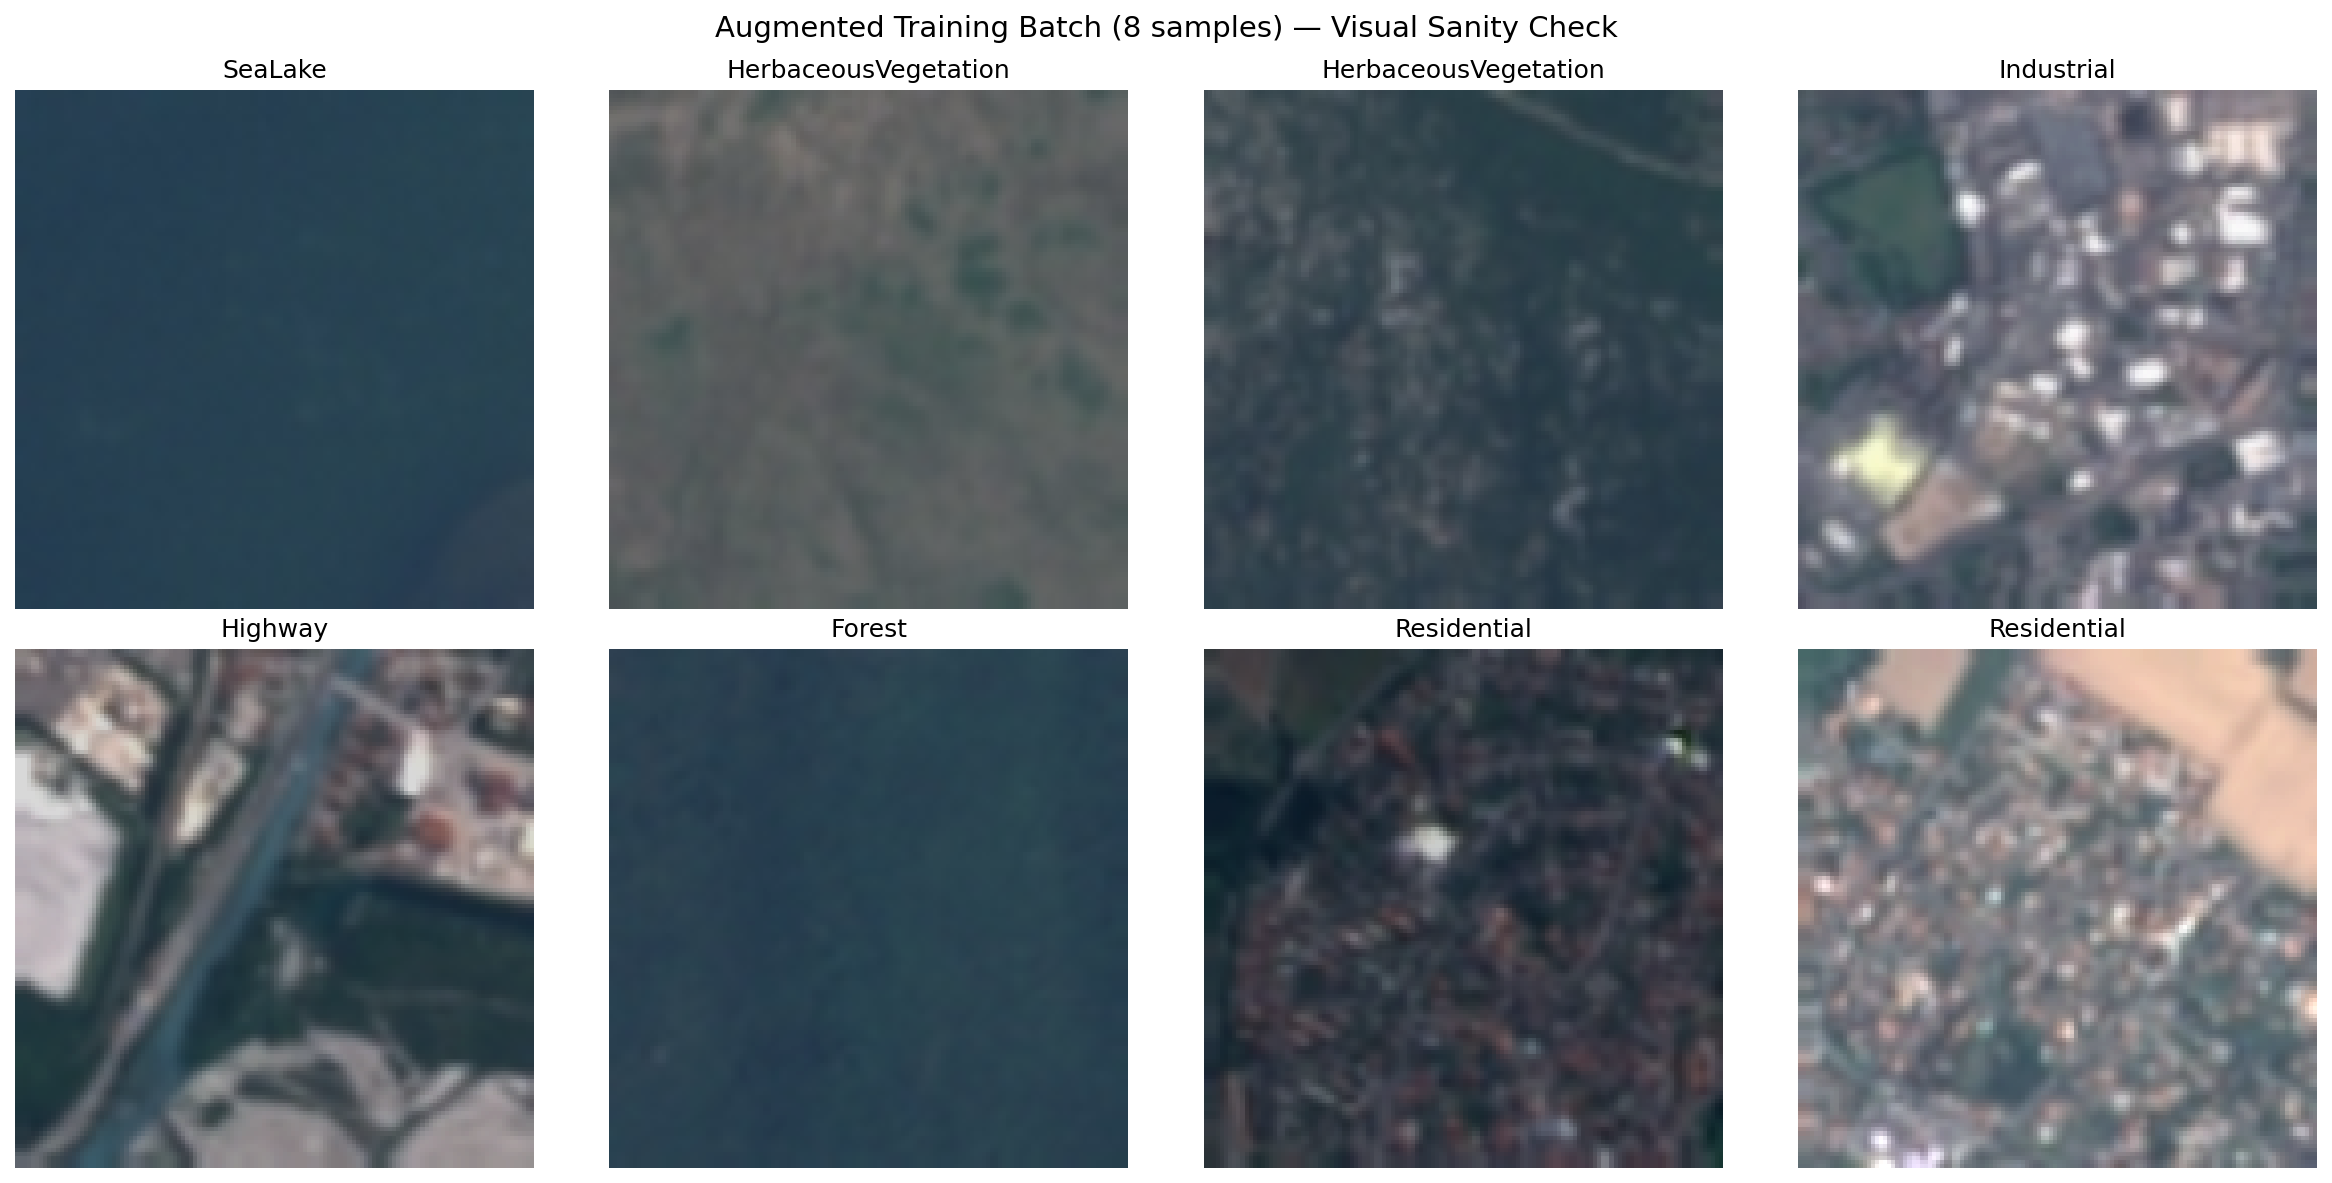 Augmented Training Batch (8 samples) — Visual Sanity Check
SeaLake
HerbaceousVegetation
HerbaceousVegetation
Industrial
Highway
Forest
Residential
Residential